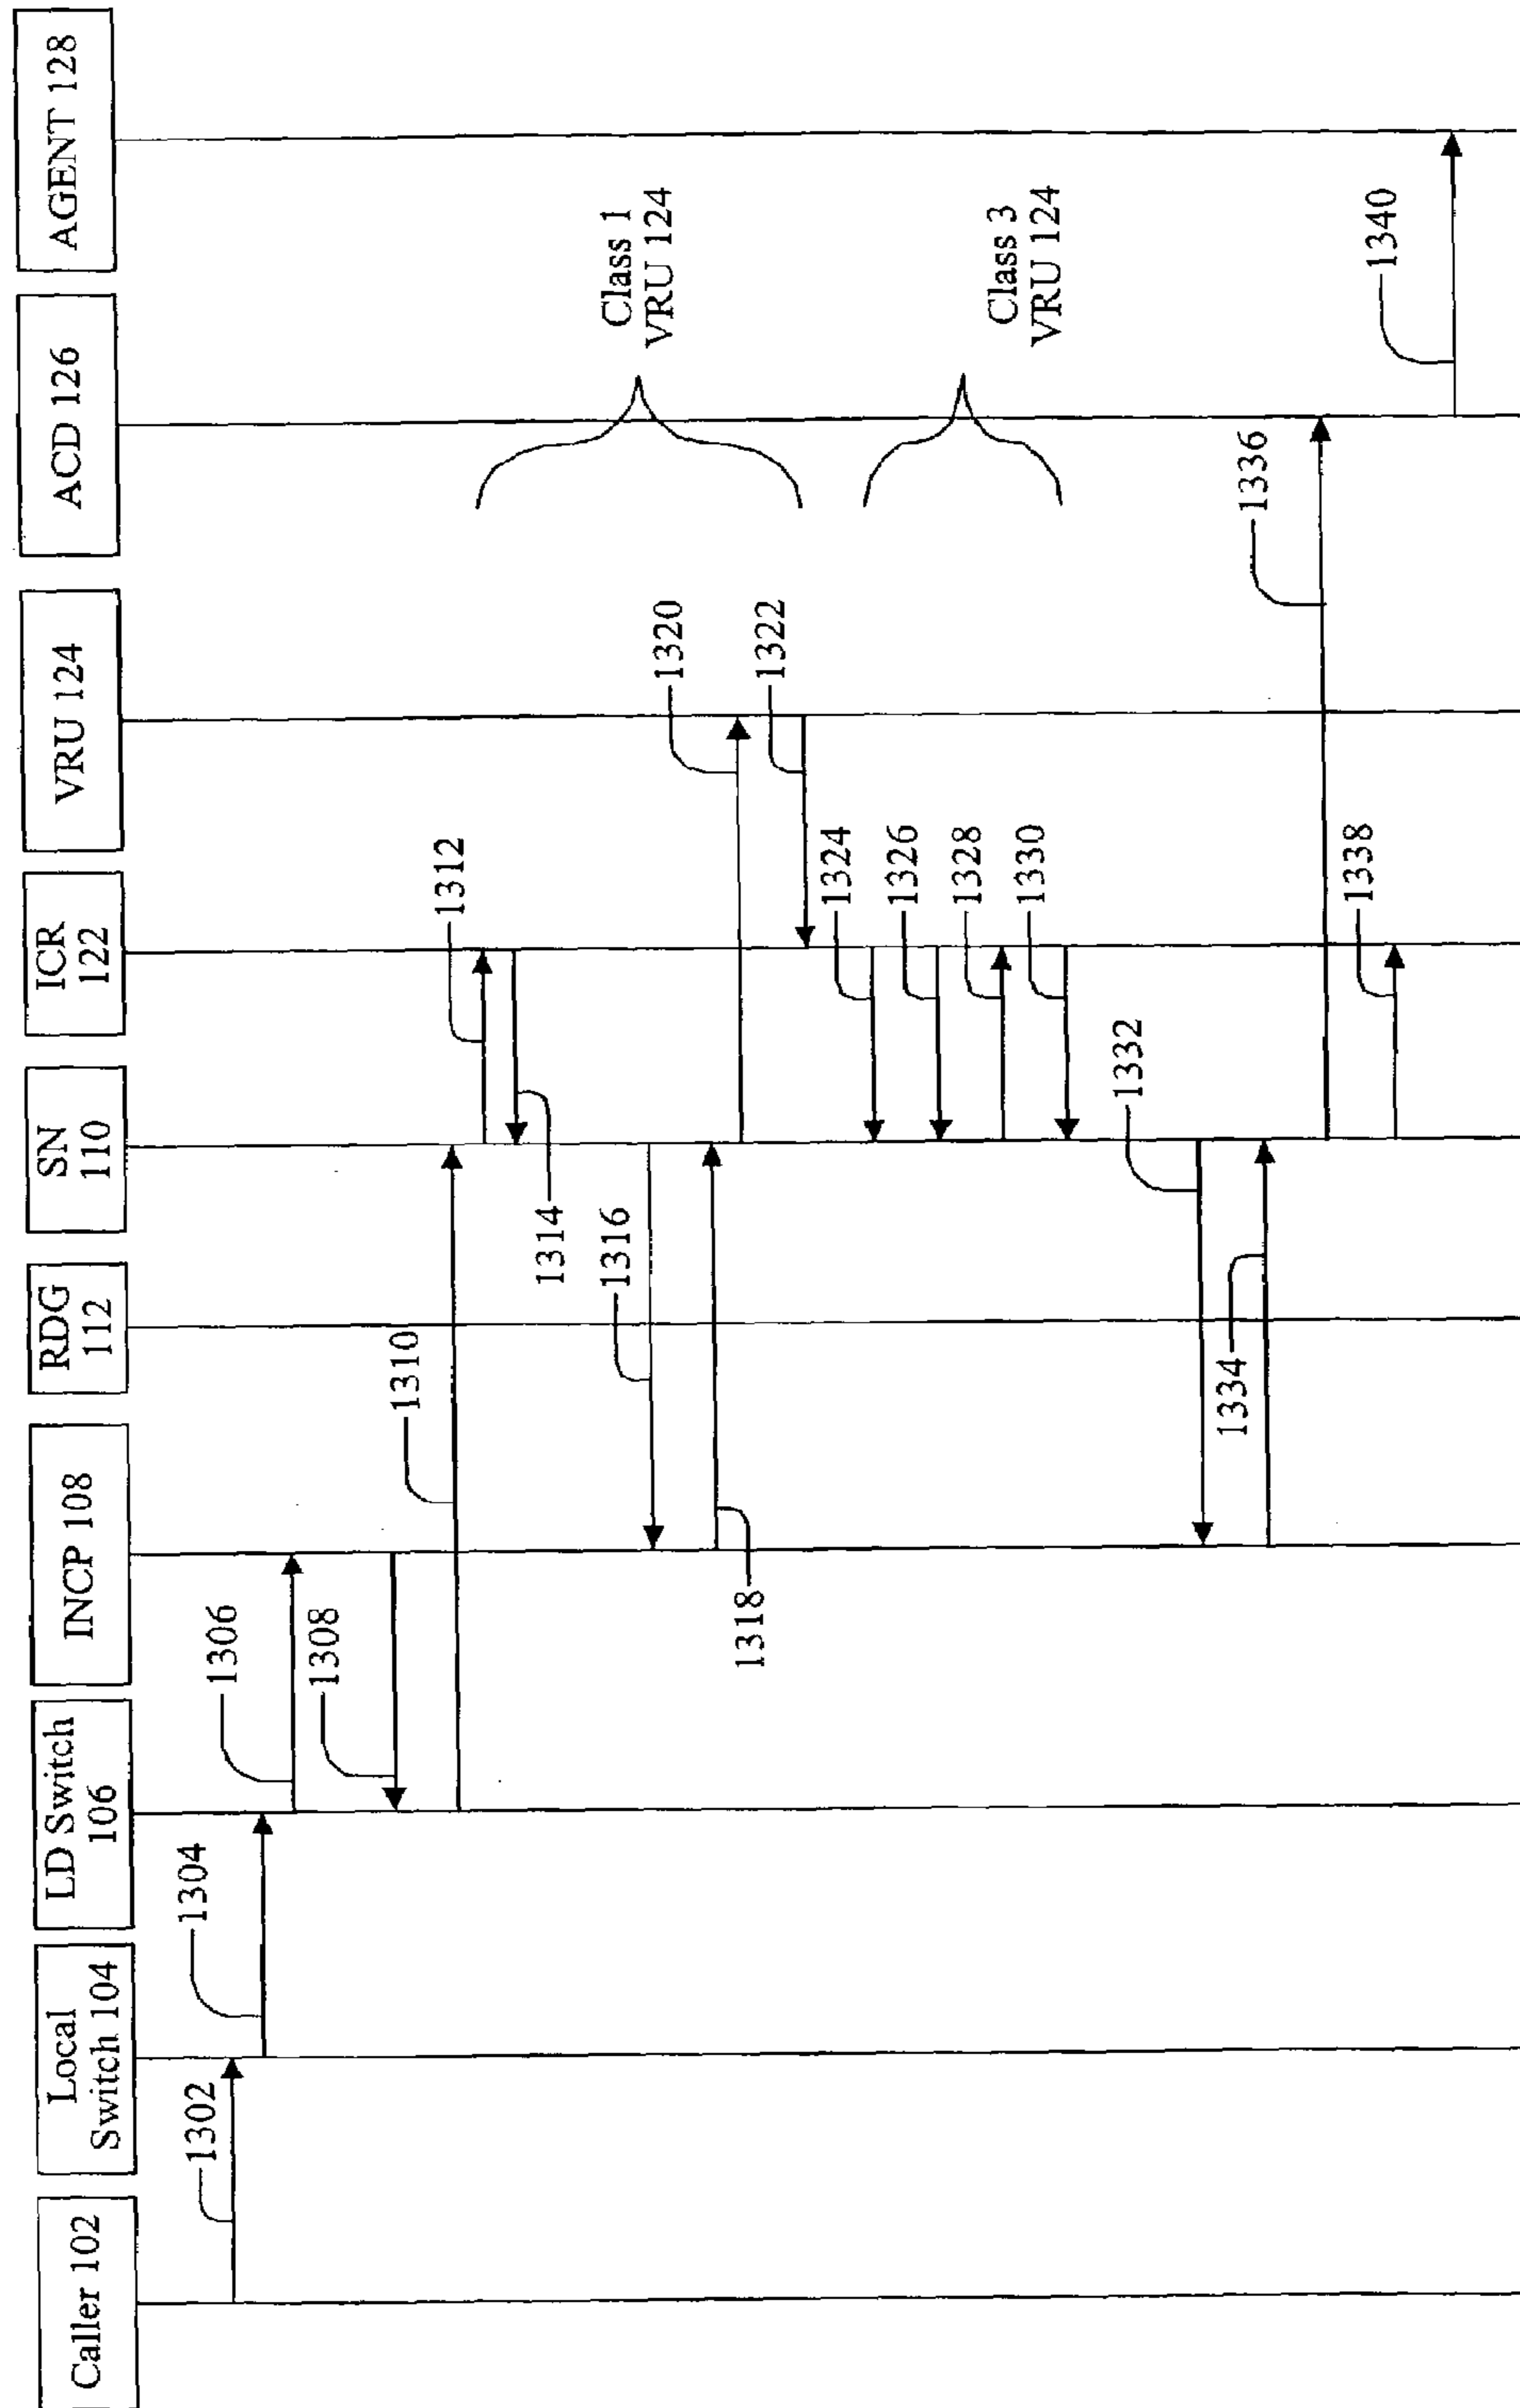 Caller 102
Local
Switch 104
LD Switch
106
INCP 108
RDG
112
SN
110
ICR
122
VRU 124
ACD 126
AGENT 128
1302
1304
1306
1308
1310
1312
1314
Class 1
VRU 124
1316
1318
1320
1322
1324
1326
Class 3
VRU 124
1328
1330
1332
1334
1336
1338
1340